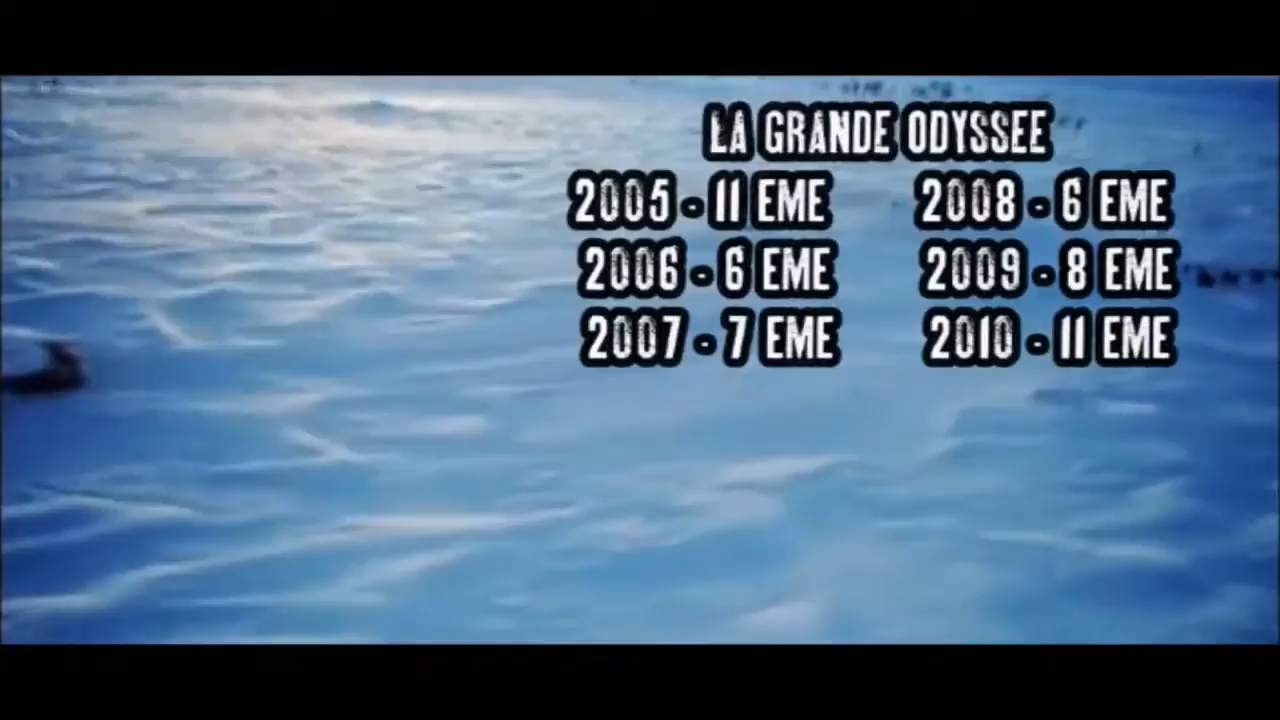 LA GRANDE ODYSSEE
2005 - 11 EME 2008 - 6 EME
2006 - 6 EME 2009 - 8 EME
2007 - 7 EME 2010 - 11 EME